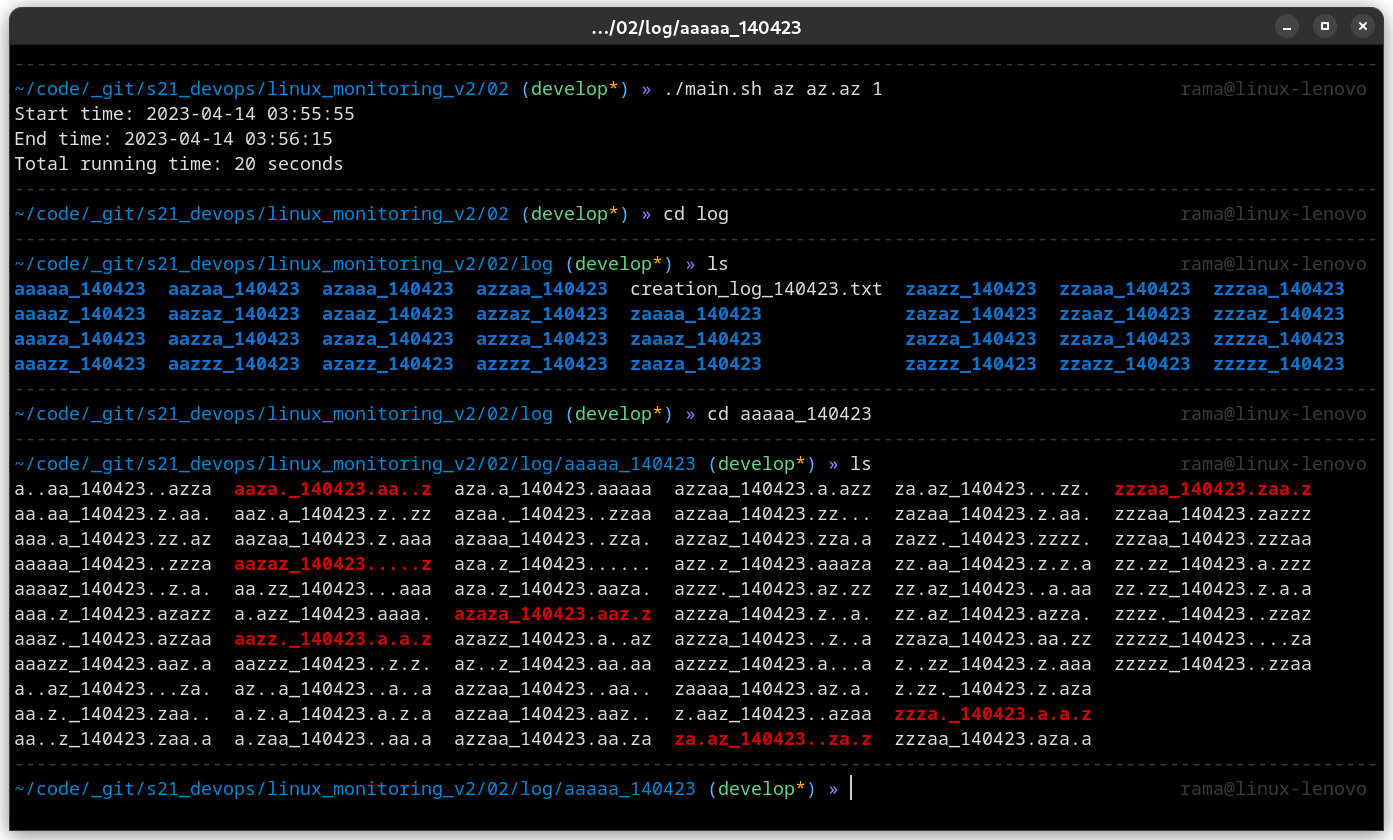 .../02/log/aaaaa_140423
~/code/_git/s21_devops/linux_monitoring_v2/02 (develop*) » ./main.sh az az.az 1 rama@linux-lenovo
Start time: 2023-04-14 03:55:55
End time: 2023-04-14 03:56:15
Total running time: 20 seconds
~/code/_git/s21_devops/linux_monitoring_v2/02 (develop*) » cd log rama@linux-lenovo
~/code/_git/s21_devops/linux_monitoring_v2/02/log (develop*) » ls rama@linux-lenovo
aaaaa_140423 aazaa_140423 azaaa_140423 azzaa_140423 creation_log_140423.txt zaazz_140423 zzaaa_140423 zzzaa_140423
aaaaz_140423 aazaz_140423 azaaz_140423 azzaz_140423 zaaaa_140423 zazaz_140423 zzaaz_140423 zzzaz_140423
aaaza_140423 aazza_140423 azaza_140423 azzza_140423 zaaaz_140423 zazza_140423 zzaza_140423 zzzza_140423
aaazz_140423 aazzz_140423 azazz_140423 azzzz_140423 zaaza_140423 zazzz_140423 zzazz_140423 zzzzz_140423
~/code/_git/s21_devops/linux_monitoring_v2/02/log (develop*) » cd aaaaa_140423 rama@linux-lenovo
~/code/_git/s21_devops/linux_monitoring_v2/02/log/aaaaa_140423 (develop*) » ls rama@linux-lenovo
a..aa_140423..azza aaza._140423.aa..z aza.a_140423.aaaaa azzaa_140423.a.azz za.az_140423...zz. zzzaa_140423.zaa.z
aa.aa_140423.z.aa. aaz.a_140423.z..zz azaa._140423..zzaa azzaa_140423.zz... zazaa_140423.z.aa. zzzaa_140423.zazzz
aaa.a_140423.zz.az aazaa_140423.z.aaa azaaa_140423..zza. azzaz_140423.zza.a zazz._140423.zzzz. zzzaa_140423.zzzaa
aaaaa_140423..zzza aazaz_140423.....z aza.z_140423...... azz.z_140423.aaaza zz.aa_140423.z.z.a zz.zz_140423.a.zzz
aaaaz_140423..z.a. aa.zz_140423...aaa aza.z_140423.aaza. azzz._140423.az.zz zz.az_140423..a.aa zz.zz_140423.z.a.a
aaa.z_140423.azazz a.azz_140423.aaaa. azaza_140423.aaz.z azzza_140423.z..a. zz.az_140423.azza. zzzz._140423..zzaz
aaaz._140423.azzaa aazz._140423.a.a.z azazz_140423.a..az azzza_140423..z..a zzaza_140423.aa.zz zzzzz_140423....za
aaazz_140423.aaz.a aazzz_140423..z.z. az..z_140423.aa.aa azzzz_140423.a...a z..zz_140423.z.aaa zzzzz_140423..zzaa
a..az_140423...za. az..a_140423..a..a azzaa_140423..aa.. zaaaa_140423.az.a. z.zz._140423.z.aza
aa.z._140423.zaa.. a.z.a_140423.a.z.a azzaa_140423.aaz.. z.aaz_140423..azaa zzza._140423.a.a.z
aa..z_140423.zaa.a a.zaa_140423..aa.a azzaa_140423.aa.za za.az_140423..za.z zzzaa_140423.aza.a
~/code/_git/s21_devops/linux_monitoring_v2/02/log/aaaaa_140423 (develop*) » rama@linux-lenovo